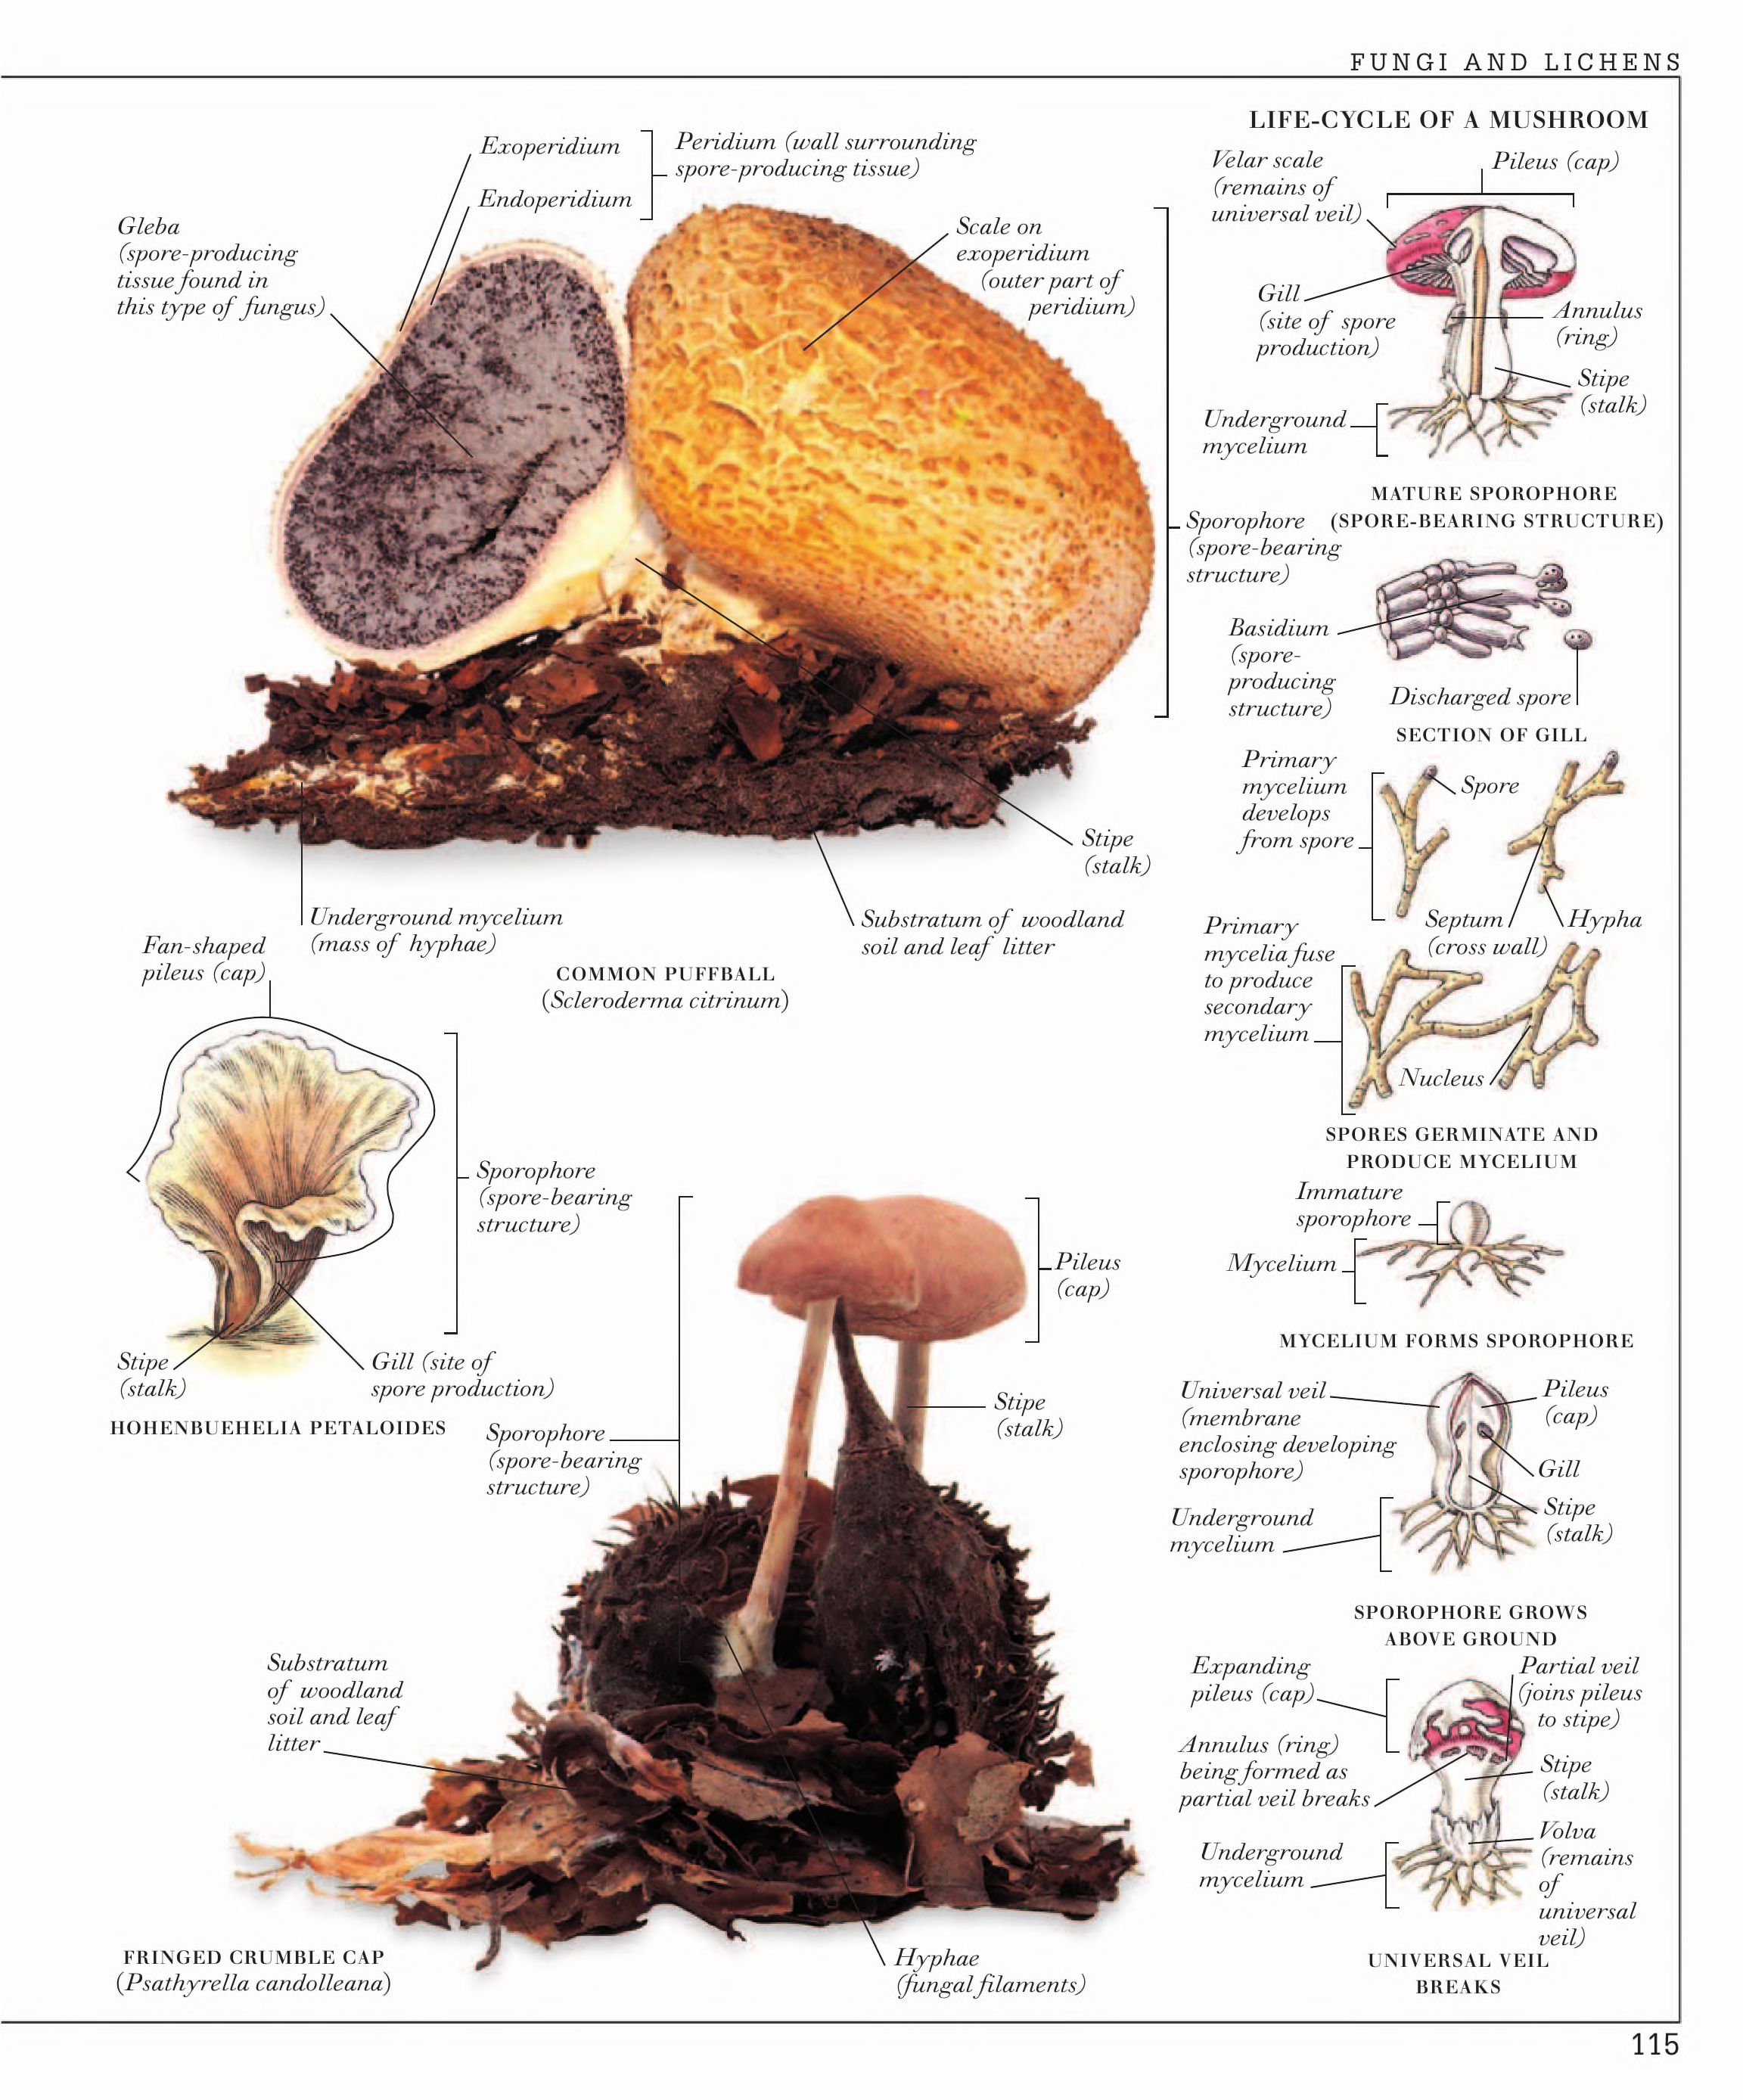 FUNGI AND LICHENS
Exoperidium
Endoperidium
Peridium (wall surrounding
spore-producing tissue)
Gleba
(spore-producing
tissue found in
this type of fungus)
Scale on
exoperidium
(outer part of
peridium)
Sporophore
(spore-bearing
structure)
Stipe
(stalk)
Underground mycelium
(mass of hyphae)
Substratum of woodland
soil and leaf litter
COMMON PUFFBALL
(Scleroderma citrinum)
Fan-shaped
pileus (cap)
Sporophore
(spore-bearing
structure)
Stipe
(stalk)
Gill (site of
spore production)
HOHENBUEHELIA PETALOIDES
Sporophore
(spore-bearing
structure)
Pileus
(cap)
Stipe
(stalk)
Substratum
of woodland
soil and leaf
litter
Hyphae
(fungal filaments)
FRINGED CRUMBLE CAP
(Psathyrella candolleana)
LIFE-CYCLE OF A MUSHROOM
Velar scale
(remains of
universal veil)
Pileus (cap)
Gill
(site of spore
production)
Annulus
(ring)
Stipe
(stalk)
Underground
mycelium
MATURE SPOROPHORE
(SPORE-BEARING STRUCTURE)
Basidium
(spore-
producing
structure)
Discharged spore
SECTION OF GILL
Primary
mycelium
develops
from spore
Spore
Septum
(cross wall)
Hypha
Primary
mycelia fuse
to produce
secondary
mycelium
Nucleus
SPORES GERMINATE AND
PRODUCE MYCELIUM
Immature
sporophore
Mycelium
MYCELIUM FORMS SPOROPHORE
Universal veil
(membrane
enclosing developing
sporophore)
Pileus
(cap)
Gill
Stipe
(stalk)
Underground
mycelium
SPOROPHORE GROWS
ABOVE GROUND
Expanding
pileus (cap)
Partial veil
(joins pileus
to stipe)
Annulus (ring)
being formed as
partial veil breaks
Stipe
(stalk)
Volva
(remains
of
universal
veil)
Underground
mycelium
UNIVERSAL VEIL
BREAKS
115